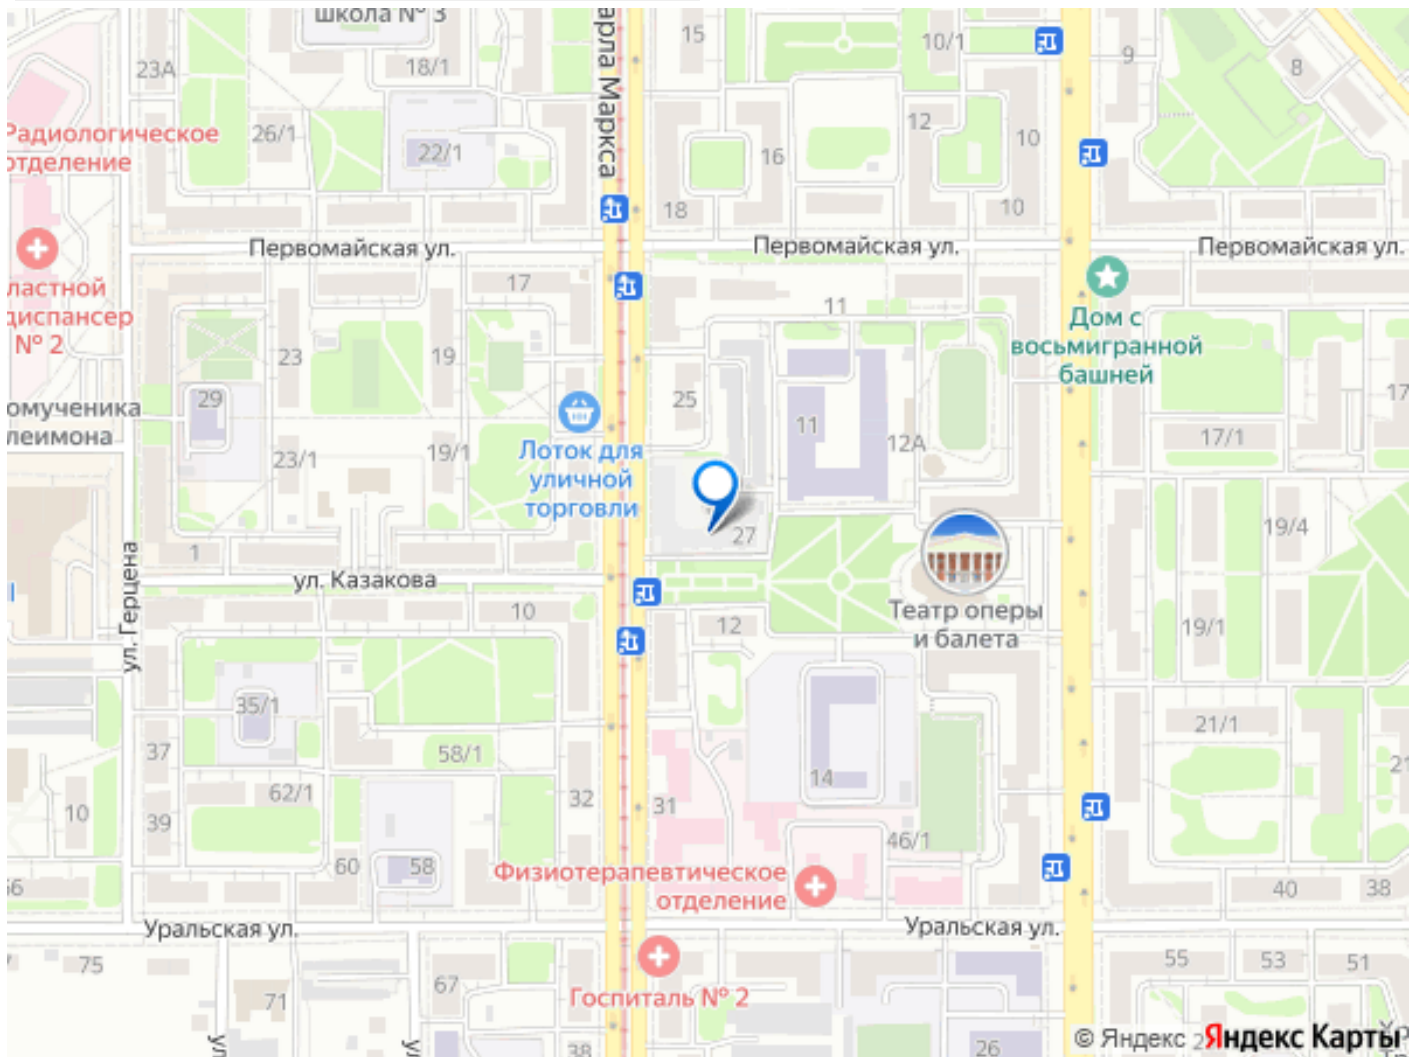 школа № 3
15
10/1
9
8
23А
18/1
арла Маркса
12
10
Радиологическое
отделение
26/1
22/1
16
18
10
Первомайская ул.
Первомайская ул.
Первомайская ул.
ластной
диспансер
№ 2
17
11
Дом с
восьмигранной
башней
23
19
29
25
11
12А
17
17/1
омученика
леимона
23/1
19/1
Лоток для
уличной
торговли
27
19/4
1
ул. Казакова
ул. Герцена
10
12
Театр оперы
и балета
19/1
35/1
21/1
37
58/1
14
21
10
62/1
32
31
39
46/1
60
58
Физиотерапевтическое
отделение
40
38
Уральская ул.
Уральская ул.
75
67
55
53
51
71
Госпиталь № 2
38
26
© Яндекс
Яндекс Карты